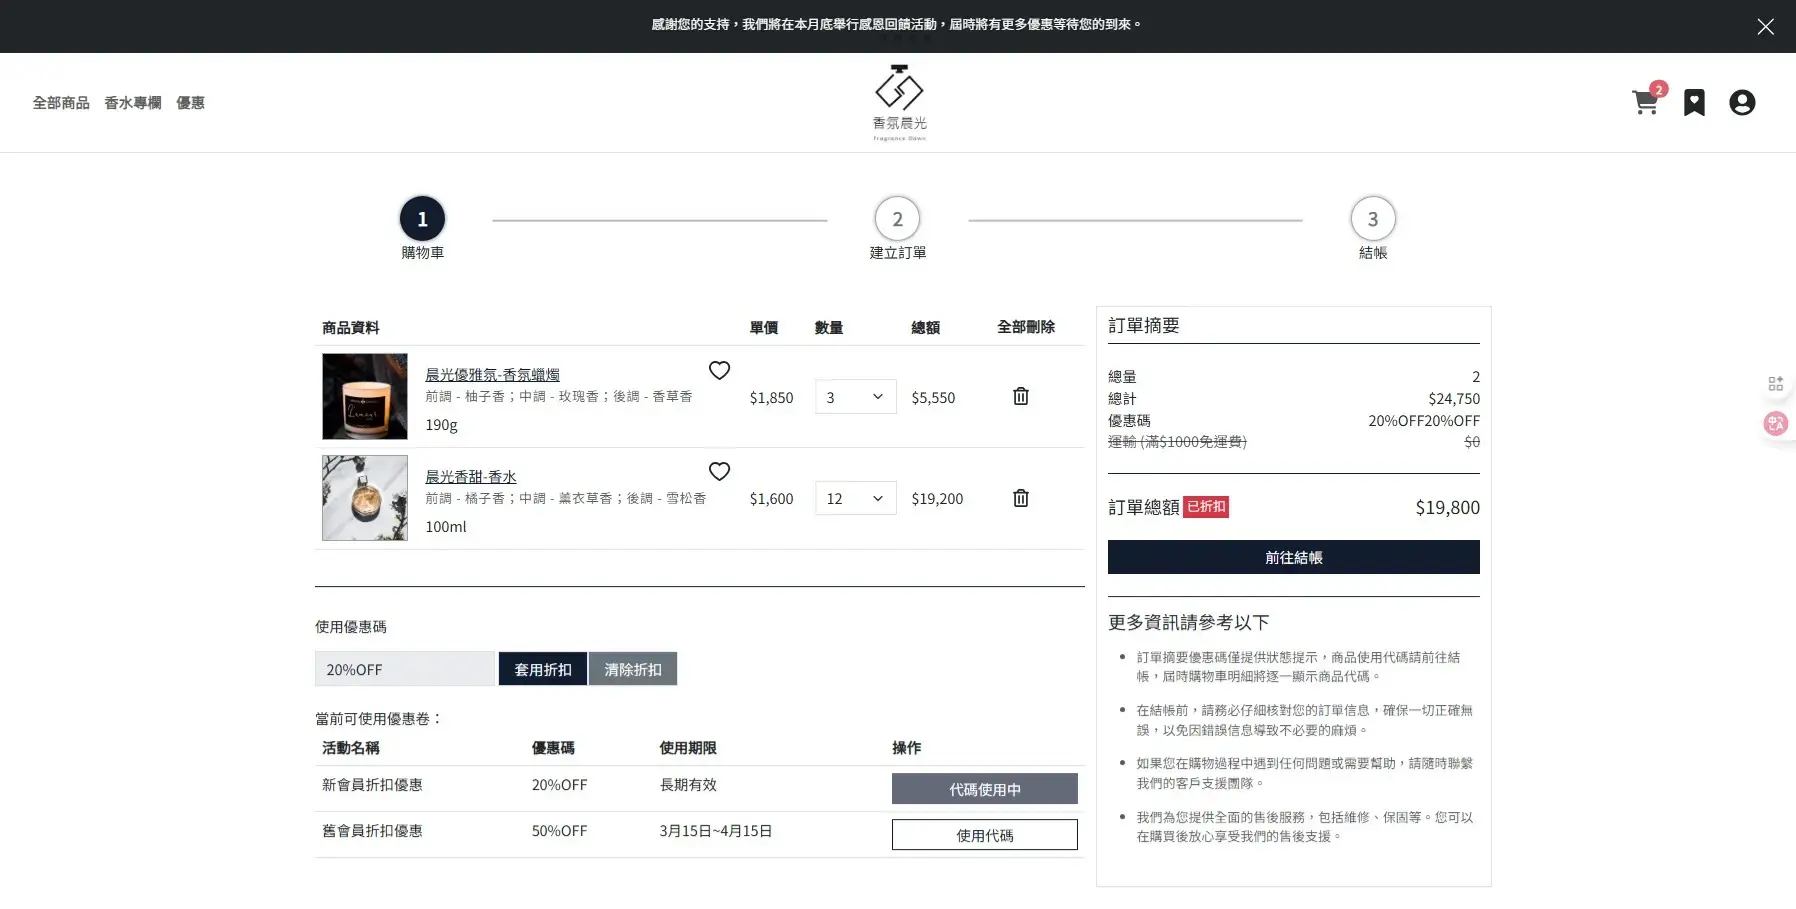 感謝您的支持，我們將在本月底舉行感恩回饋活動，屆時將有更多優惠等待您的到來。
全部商品 香水專欄 優惠
香氛晨光
Fragrance Dawn
2
1
購物車
2
建立訂單
3
結帳
商品資料 單價 數量 總額 全部刪除
晨光優雅氛-香氛蠟燭
前調 - 柚子香；中調 - 玫瑰香；後調 - 香草香
190g
$1,850 3 $5,550
晨光香甜-香水
前調 - 橘子香；中調 - 薰衣草香；後調 - 雪松香
100ml
$1,600 12 $19,200
使用優惠碼
20%OFF 套用折扣 清除折扣
當前可使用優惠卷：
活動名稱 優惠碼 使用期限 操作
新會員折扣優惠 20%OFF 長期有效 代碼使用中
舊會員折扣優惠 50%OFF 3月15日~4月15日 使用代碼
訂單摘要
總量 2
總計 $24,750
優惠碼 20%OFF20%OFF
運輸 (滿$1000免運費) $0
訂單總額 已折扣 $19,800
前往結帳
更多資訊請參考以下
訂單摘要優惠碼僅提供狀態提示，商品使用代碼請前往結
帳，屆時購物車明細將逐一顯示商品代碼。
在結帳前，請務必仔細核對您的訂單信息，確保一切正確無
誤，以免因錯誤信息導致不必要的麻煩。
如果您在購物過程中遇到任何問題或需要幫助，請隨時聯繫
我們的客戶支援團隊。
我們為您提供全面的售後服務，包括維修、保固等。您可以
在購買後放心享受我們的售後支援。